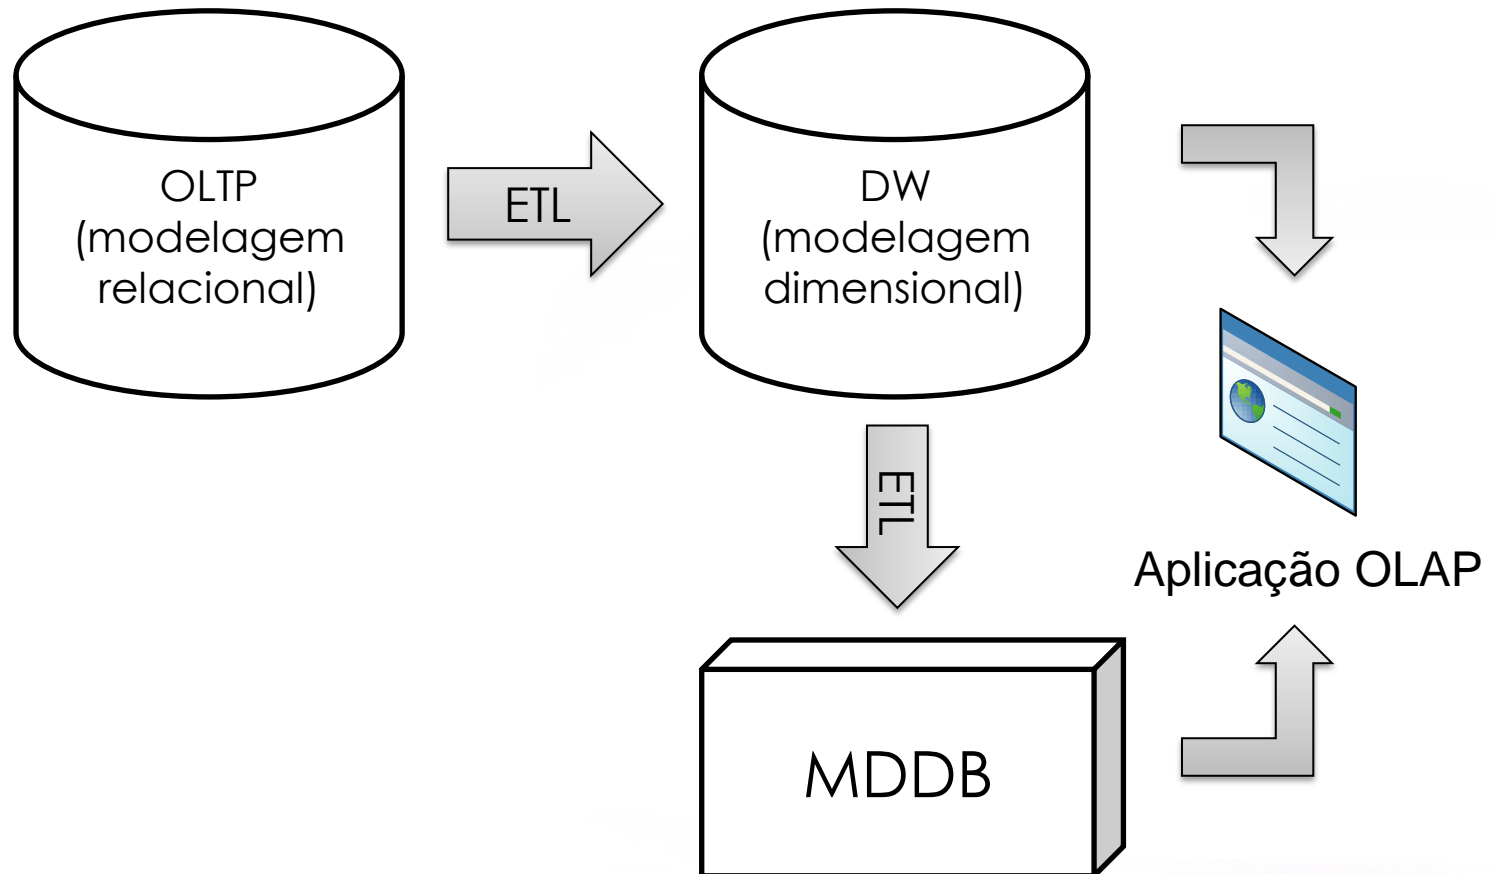 OLTP
(modelagem
relacional)
ETL
DW
(modelagem
dimensional)
ETL
Aplicação OLAP
MDDB